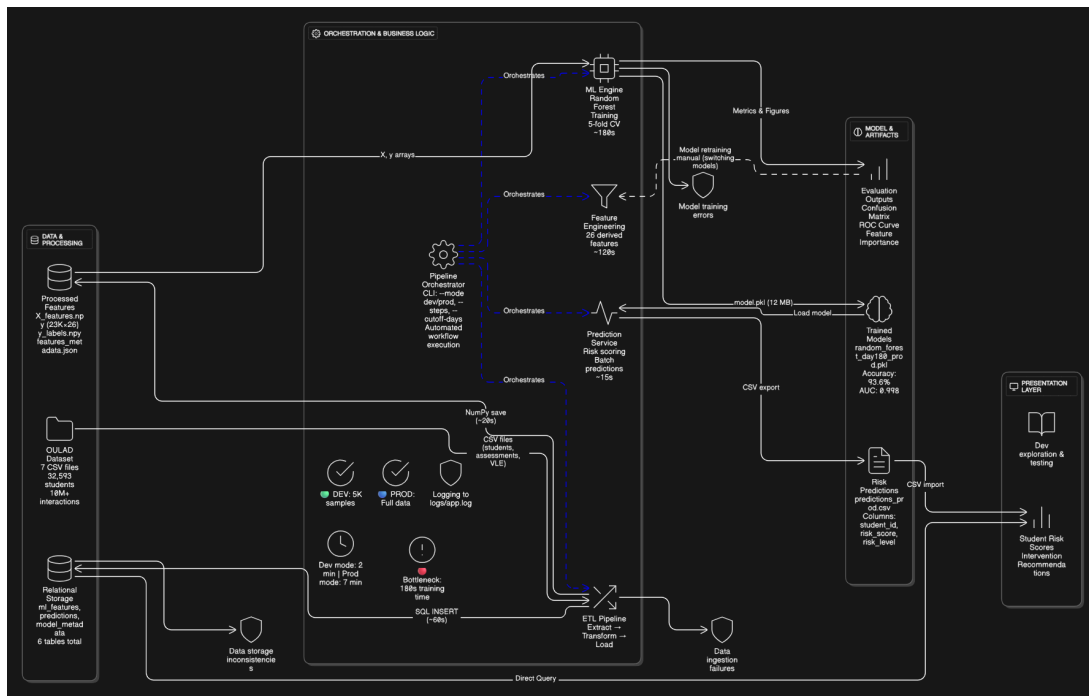 ORCHESTRATION & BUSINESS LOGIC
Orchestrates
ML Engine
Random
Forest
Training
5-fold CV
~180s
Metrics & Figures
MODEL &
ARTIFACTS
X, y arrays
Model retraining
manual (switching
models)
Model training
errors
Evaluation
Outputs
Confusion
Matrix
ROC Curve
Feature
Importance
Orchestrates
Feature
Engineering
26 derived
features
~120s
DATA &
PROCESSING
Processed
Features
X_features.np
y (23K×26)
y_labels.npy
features_met
adata.json
Pipeline
Orchestrator
CLI: --mode
dev/prod, --
steps, --
cutoff-days
Automated
workflow
execution
Orchestrates
Prediction
Service
Risk scoring
Batch
predictions
~15s
model.pkl (12 MB)
Load model
Trained
Models
random_fores
t_day180_pro
d.pkl
Accuracy:
93.6%
AUC: 0.998
Orchestrates
CSV export
PRESENTATION
LAYER
Dev
exploration &
testing
NumPy save
(~20s)
CSV files
(students,
assessments,
VLE)
OULAD
Dataset
7 CSV files
32,593
students
10M+
interactions
DEV: 5K
samples
PROD:
Full data
Logging to
logs/app.log
Risk
Predictions
predictions_pr
od.csv
Columns:
student_id,
risk_score,
risk_level
CSV import
Student Risk
Scores
Intervention
Recommenda
tions
Dev mode: 2
min | Prod
mode: 7 min
Bottleneck:
180s training
time
Relational
Storage
ml_features,
predictions,
model_metad
ata
6 tables total
SQL INSERT
(~60s)
ETL Pipeline
Extract →
Transform →
Load
Data storage
inconsistencie
s
Data
ingestion
failures
Direct Query